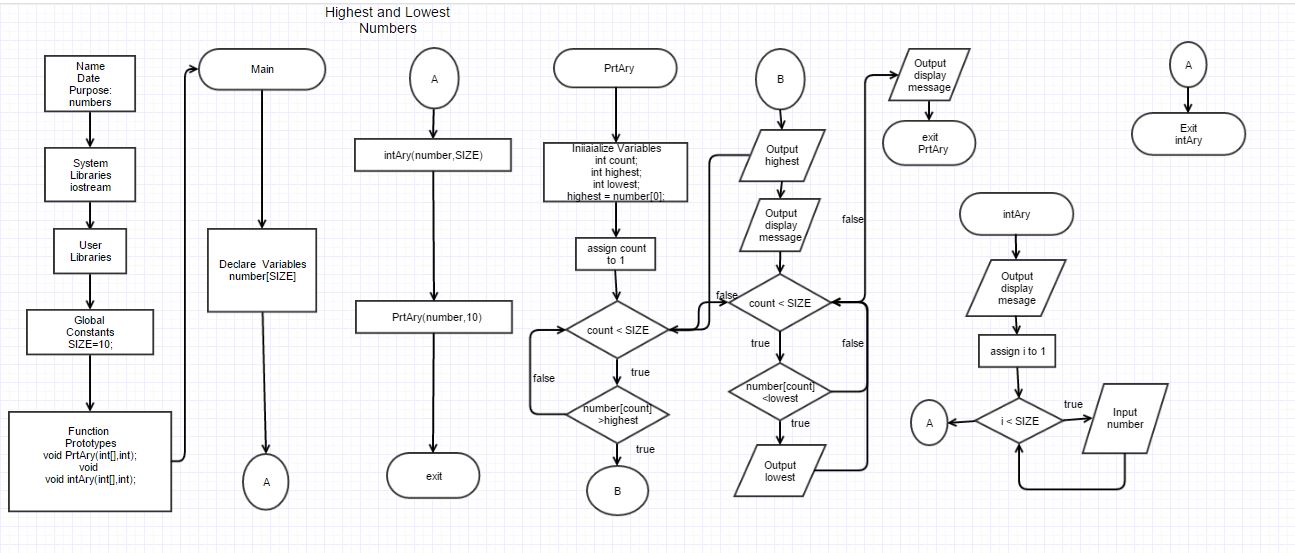 Highest and Lowest
Numbers
Name
Date
Purpose:
numbers
System
Libraries
iostream
User
Libraries
Global
Constants
SIZE=10;
Function
Prototypes
void PrtAry(int[],int);
void
void intAry(int[],int);
Main
Declare Variables
number[SIZE]
A
A
intAry(number,SIZE)
PrtAry(number,10)
exit
PrtAry
Iniiaialize Variables
int count;
int highest;
int lowest;
highest = number[0];
assign count
to 1
count < SIZE
false
true
false
number[count]
>highest
true
B
B
Output
highest
Output
display
message
count < SIZE
false
true
false
number[count]
<lowest
true
Output
lowest
Output
display
message
exit
PrtAry
intAry
Output
display
mesage
assign i to 1
i < SIZE
true
Input
number
A
A
Exit
intAry